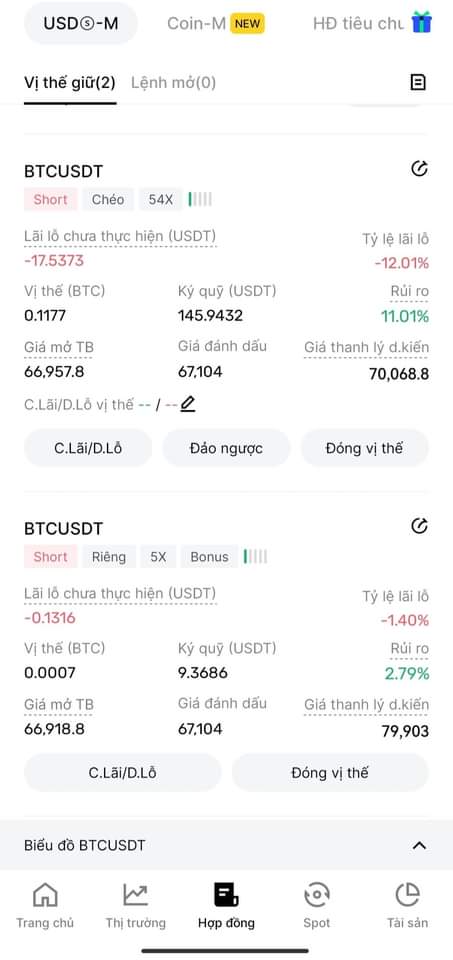 USDⓢ-M Coin-M NEW HĐ tiêu chu
Vị thế giữ(2) Lệnh mở(0)
BTCUSDT
Short Chéo 54X
Lãi lỗ chưa thực hiện (USDT) Tỷ lệ lãi lỗ
-17.5373 -12.01%
Vị thế (BTC) Ký quỹ (USDT) Rủi ro
0.1177 145.9432 11.01%
Giá mở TB Giá đánh dấu Giá thanh lý d.kiến
66,957.8 67,104 70,068.8
C.Lãi/D.Lỗ vị thế -- / --
C.Lãi/D.Lỗ Đảo ngược Đóng vị thế
BTCUSDT
Short Riêng 5X Bonus
Lãi lỗ chưa thực hiện (USDT) Tỷ lệ lãi lỗ
-0.1316 -1.40%
Vị thế (BTC) Ký quỹ (USDT) Rủi ro
0.0007 9.3686 2.79%
Giá mở TB Giá đánh dấu Giá thanh lý d.kiến
66,918.8 67,104 79,903
C.Lãi/D.Lỗ Đóng vị thế
Biểu đồ BTCUSDT
Trang chủ Thị trường Hợp đồng Spot Tài sản